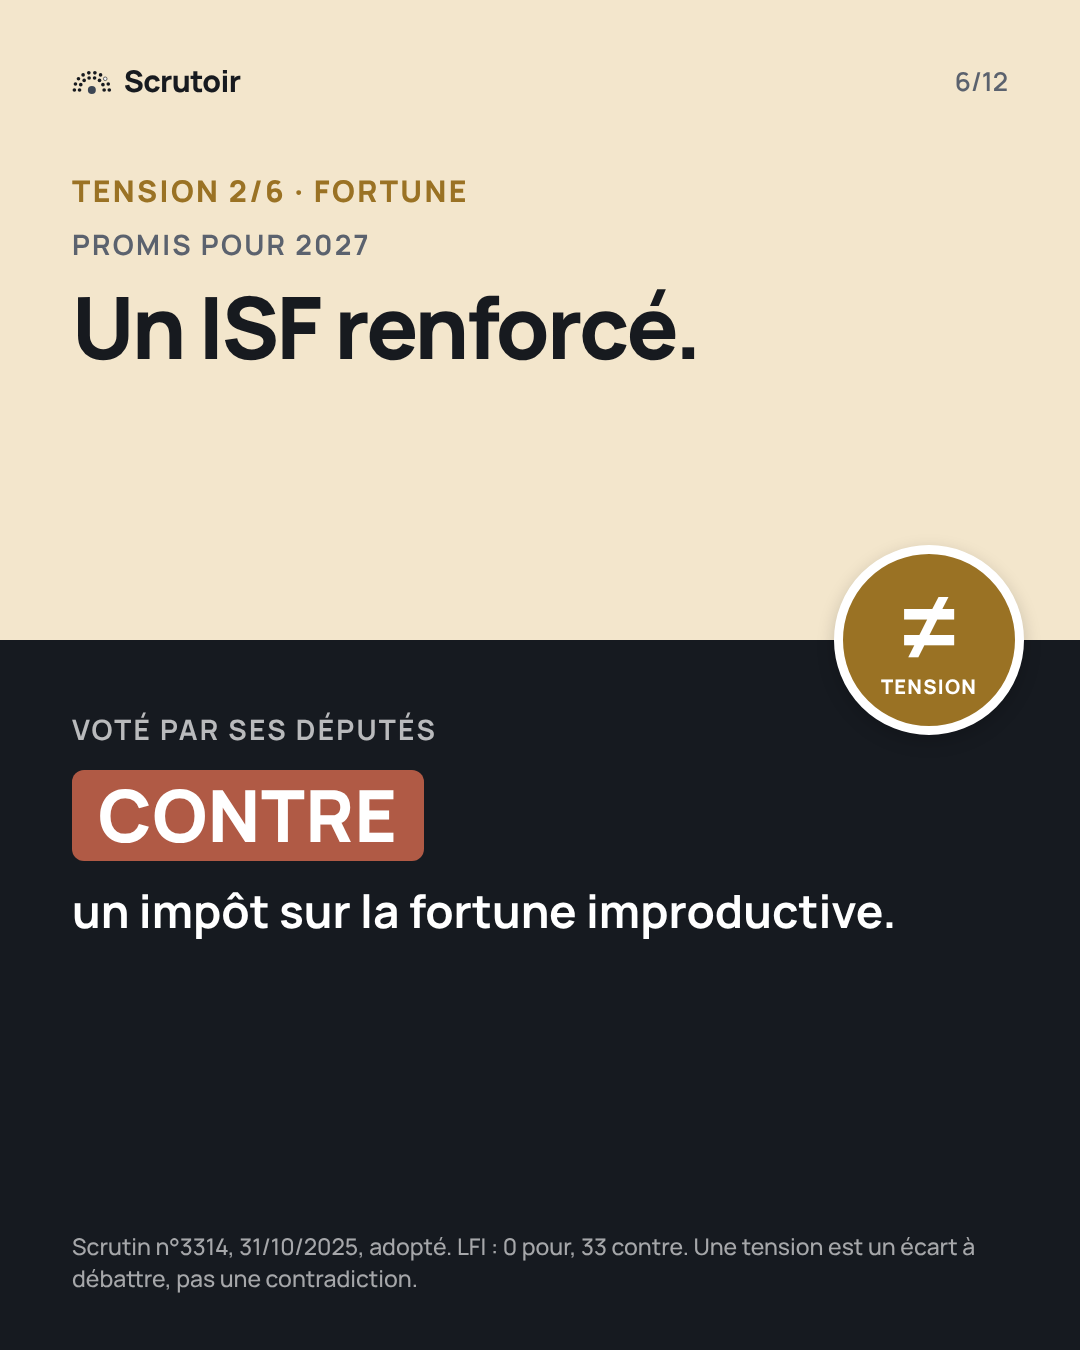 Scrutoir
6/12
TENSION 2/6 · FORTUNE
PROMIS POUR 2027
Un ISF renforcé.
≠
TENSION
VOTÉ PAR SES DÉPUTÉS
CONTRE
un impôt sur la fortune improductive.
Scrutin n°3314, 31/10/2025, adopté. LFI : 0 pour, 33 contre. Une tension est un écart à
débattre, pas une contradiction.